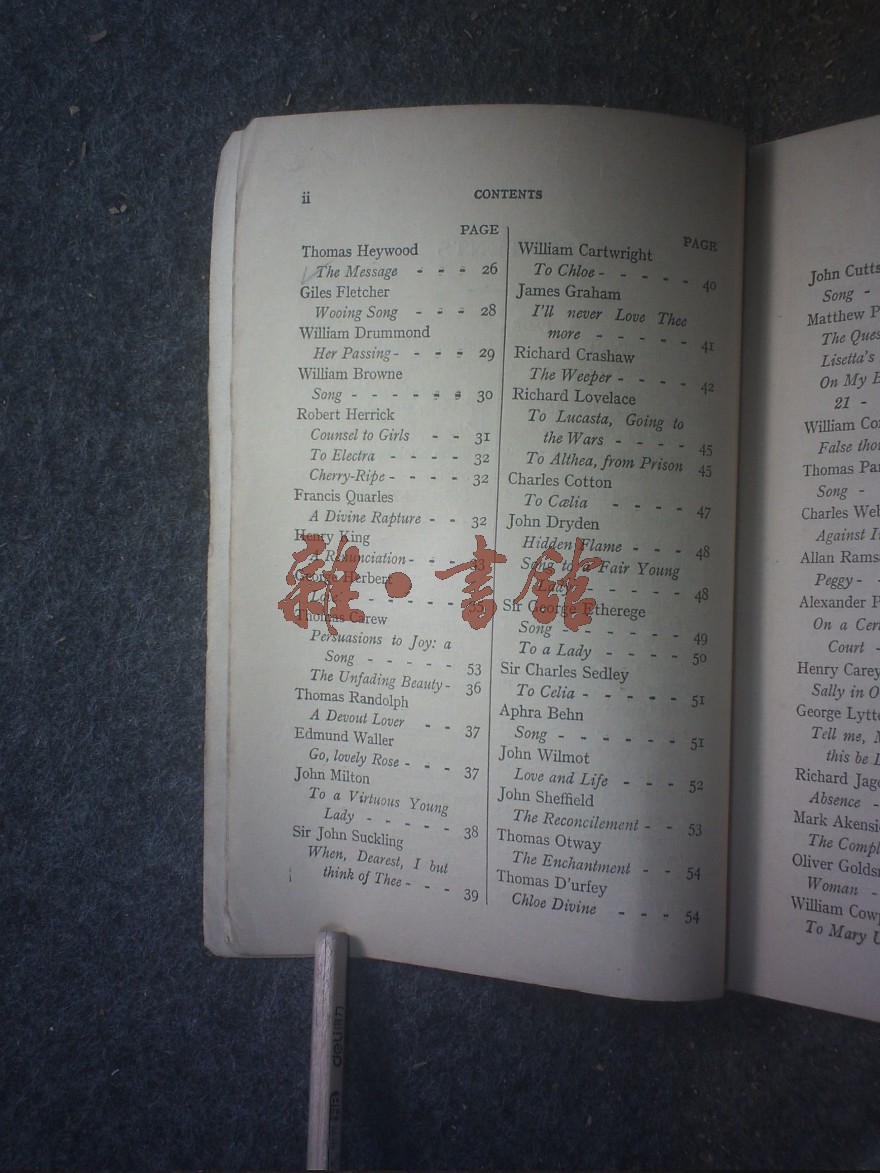 ii
CONTENTS
PAGE
Thomas Heywood
The Message - - - 26
Giles Fletcher
Wooing Song - - - 28
William Drummond
Her Passing - - - 29
William Browne
Song - - - - - - 30
Robert Herrick
Counsel to Girls - - 31
To Electra - - - - 32
Cherry-Ripe - - - - 32
Francis Quarles
A Divine Rapture - - 32
Henry King
A Renunciation - - - 33
George Herbert
Love - - - - - - 35
Thomas Carew
Persuasions to Joy: a
Song - - - - - 53
The Unfading Beauty - 36
Thomas Randolph
A Devout Lover - - 37
Edmund Waller
Go, lovely Rose - - - 37
John Milton
To a Virtuous Young
Lady - - - - - 38
Sir John Suckling
When, Dearest, I but
think of Thee - - - 39
PAGE
William Cartwright
To Chloe - - - - - 40
James Graham
I'll never Love Thee
more - - - - - 41
Richard Crashaw
The Weeper - - - - 42
Richard Lovelace
To Lucasta, Going to
the Wars - - - - 45
To Althea, from Prison 45
Charles Cotton
To Cælia - - - - 47
John Dryden
Hidden Flame - - - 48
Song to a Fair Young
Lady - - - - - 48
Sir George Etherege
Song - - - - - - 49
To a Lady - - - - 50
Sir Charles Sedley
To Celia - - - - - 51
Aphra Behn
Song - - - - - - 51
John Wilmot
Love and Life - - - 52
John Sheffield
The Reconcilement - - 53
Thomas Otway
The Enchantment - - 54
Thomas D'urfey
Chloe Divine - - - 54
John Cutts
Song -
Matthew P
The Ques
Lisetta's
On My B
21 -
William Co
False thou
Thomas Par
Song -
Charles Web
Against I
Allan Rams
Peggy - -
Alexander P
On a Cer
Court -
Henry Carey
Sally in O
George Lytte
Tell me, M
this be L
Richard Jag
Absence -
Mark Akensi
The Compl
Oliver Golds
Woman -
William Cowp
To Mary U
雜·書館
deli